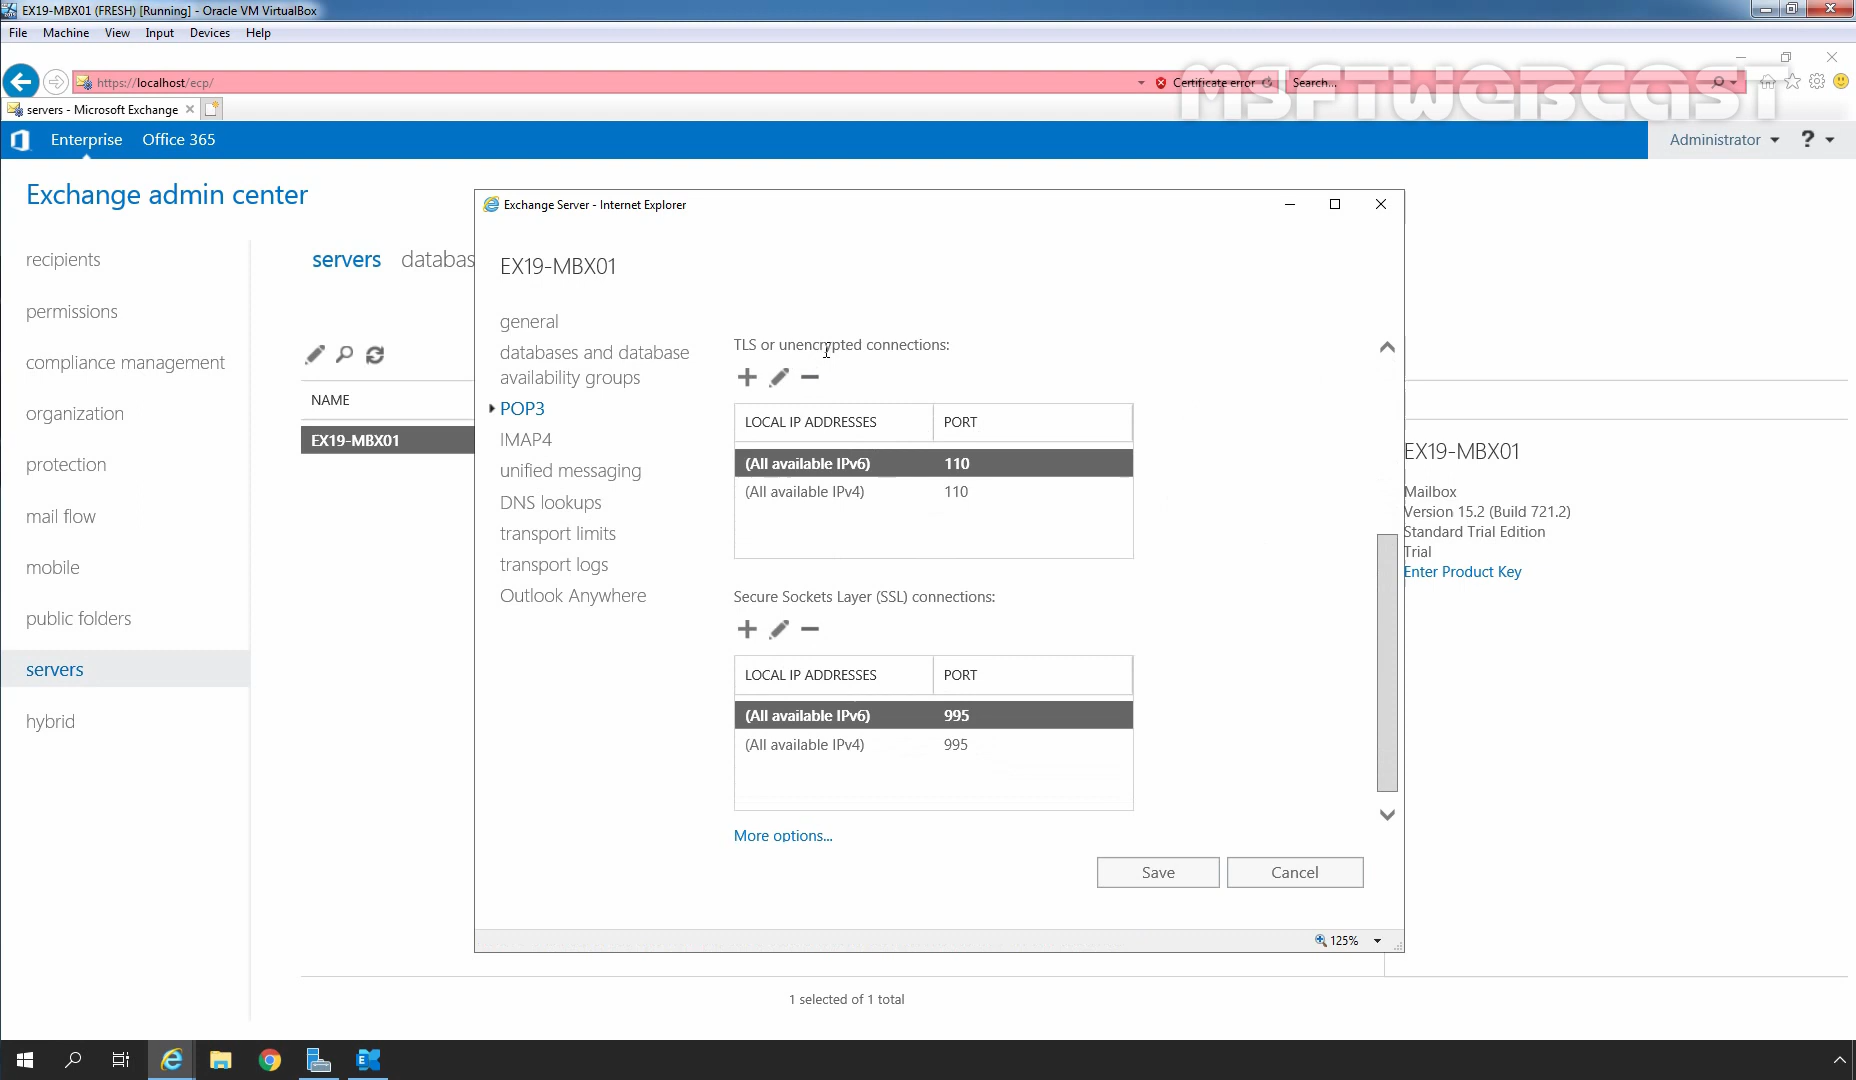 EX19-MBX01 (FRESH) [Running] - Oracle VM VirtualBox
File Machine View Input Devices Help
https://localhost/ecp/
Certificate error
Search...
MSFTWEBCAST
servers - Microsoft Exchange
Enterprise Office 365
Administrator ?
Exchange admin center
recipients
permissions
compliance management
organization
protection
mail flow
mobile
public folders
servers
hybrid
servers databas
NAME
EX19-MBX01
Exchange Server - Internet Explorer
EX19-MBX01
general
databases and database
availability groups
POP3
IMAP4
unified messaging
DNS lookups
transport limits
transport logs
Outlook Anywhere
TLS or unencrypted connections:
LOCAL IP ADDRESSES PORT
(All available IPv6) 110
(All available IPv4) 110
Secure Sockets Layer (SSL) connections:
LOCAL IP ADDRESSES PORT
(All available IPv6) 995
(All available IPv4) 995
More options...
Save Cancel
125%
EX19-MBX01
Mailbox
Version 15.2 (Build 721.2)
Standard Trial Edition
Trial
Enter Product Key
1 selected of 1 total